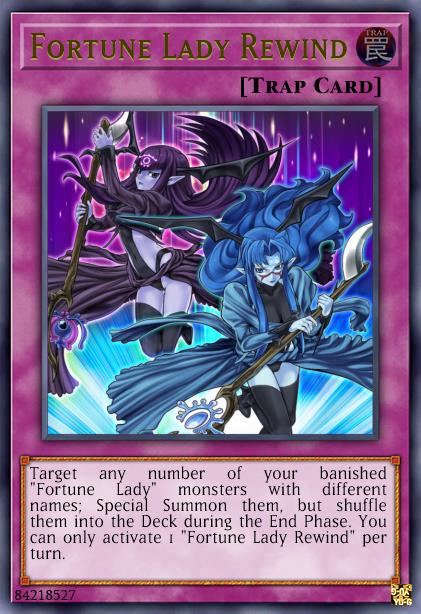 Fortune Lady Rewind
TRAP
罠
[Trap Card]
Target any number of your banished
"Fortune Lady" monsters with different
names; Special Summon them, but shuffle
them into the Deck during the End Phase. You
can only activate 1 "Fortune Lady Rewind" per
turn.
84218527